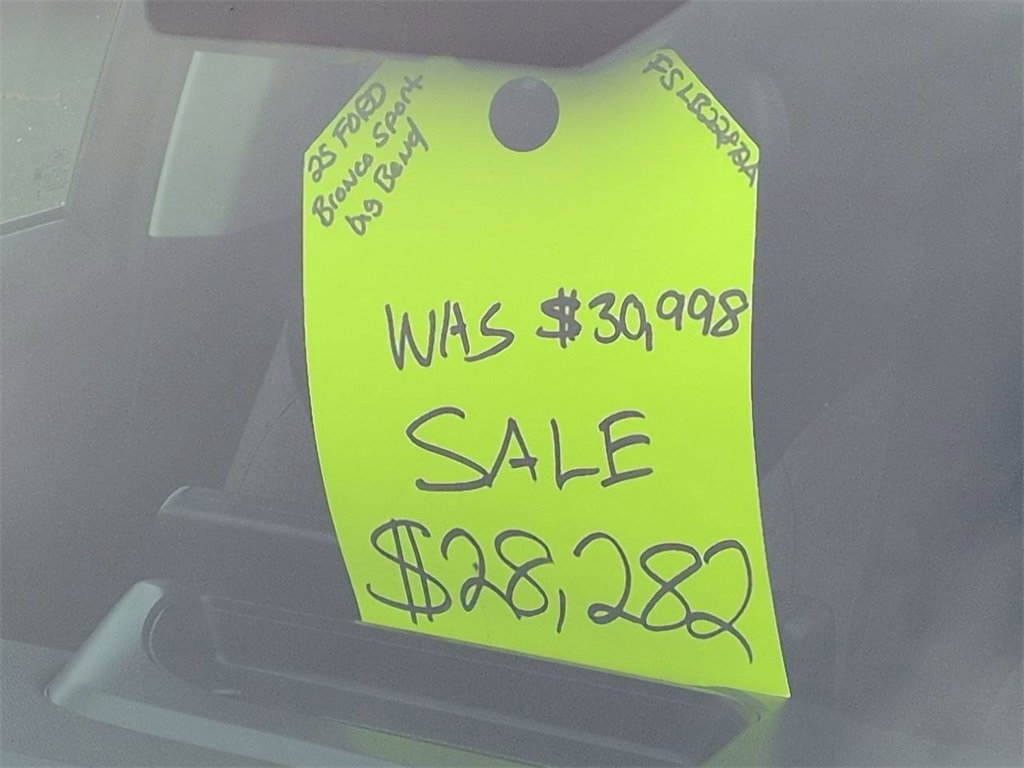 25 FORD
Bronco Sport
big Bend
WAS $30,998
SALE
$28,282